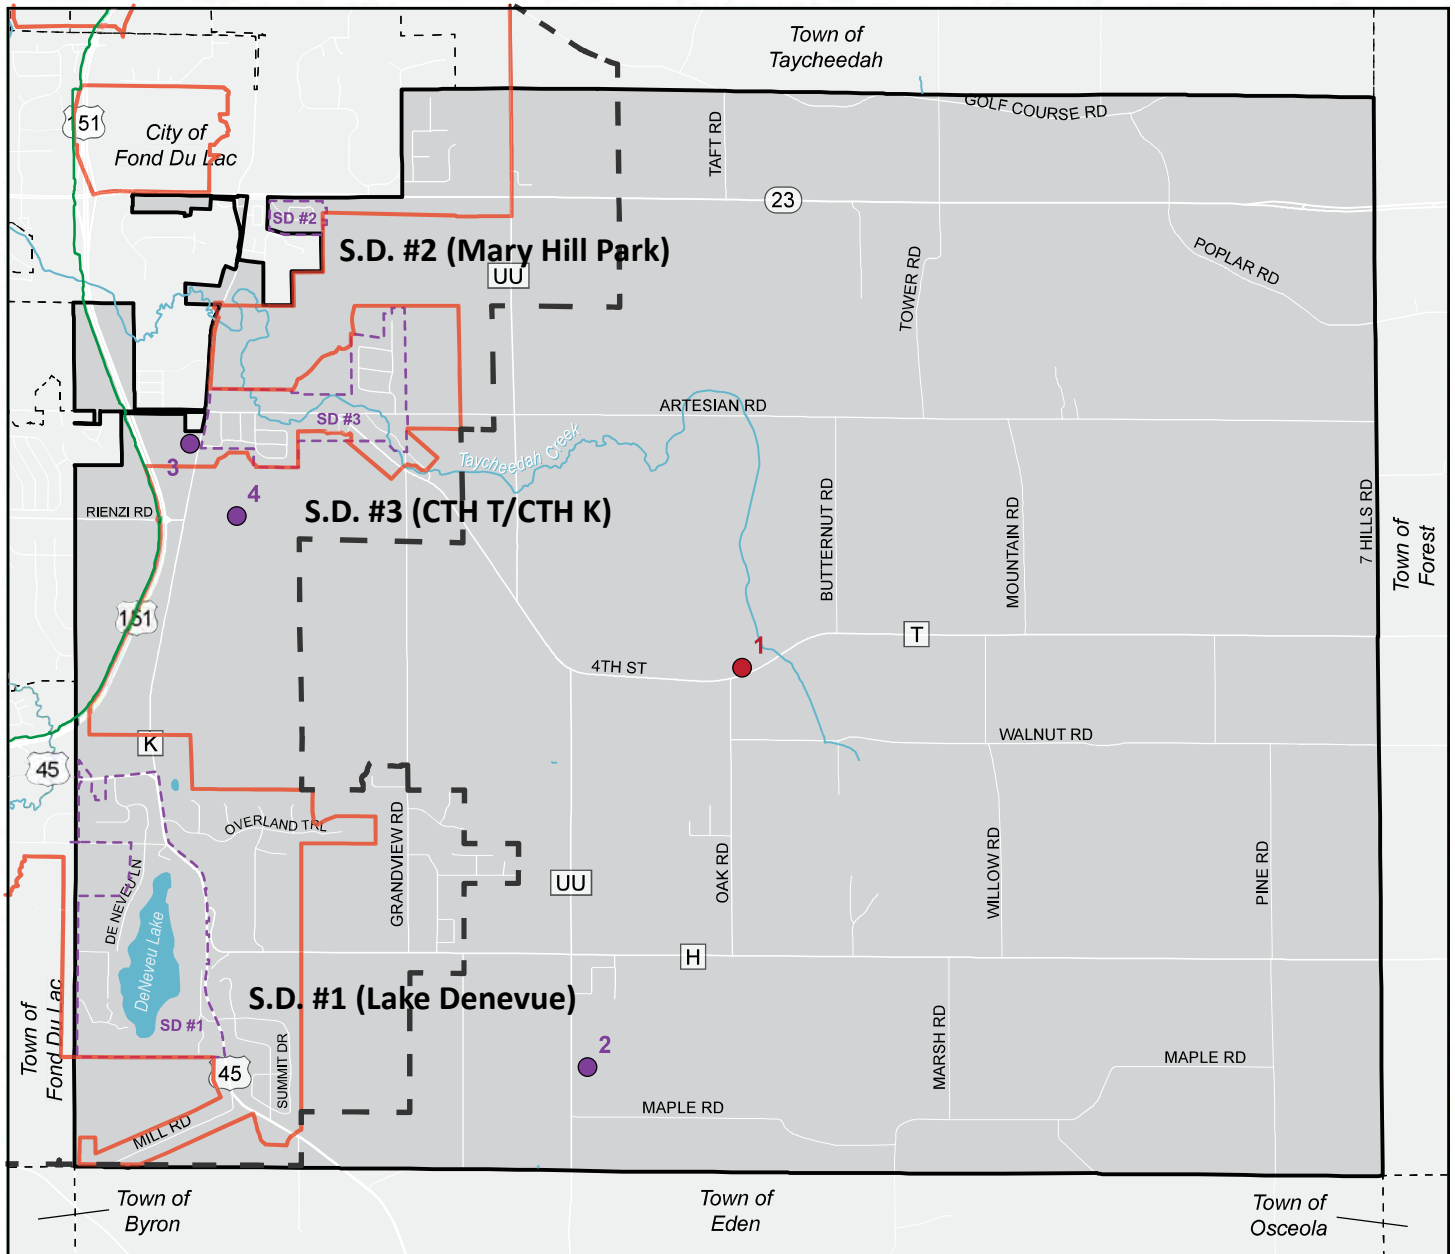 Town of
Taycheedah
GOLF COURSE RD
151
City of
Fond Du Lac
TAFT RD
23
SD #2
S.D. #2 (Mary Hill Park)
UU
POPLAR RD
TOWER RD
ARTESIAN RD
SD #3
Taycheedah Creek
3
4
RIENZI RD
S.D. #3 (CTH T/CTH K)
BUTTERNUT RD
MOUNTAIN RD
7 HILLS RD
Town of
Forest
151
T
1
4TH ST
WALNUT RD
K
45
OVERLAND TRL
GRANDVIEW RD
DE NEVEU LN
UU
OAK RD
WILLOW RD
PINE RD
DeNeveu Lake
H
S.D. #1 (Lake Denevue)
SD #1
Town of
Fond Du Lac
45
SUMMIT DR
2
MARSH RD
MAPLE RD
MAPLE RD
MILL RD
Town of
Byron
Town of
Eden
Town of
Osceola